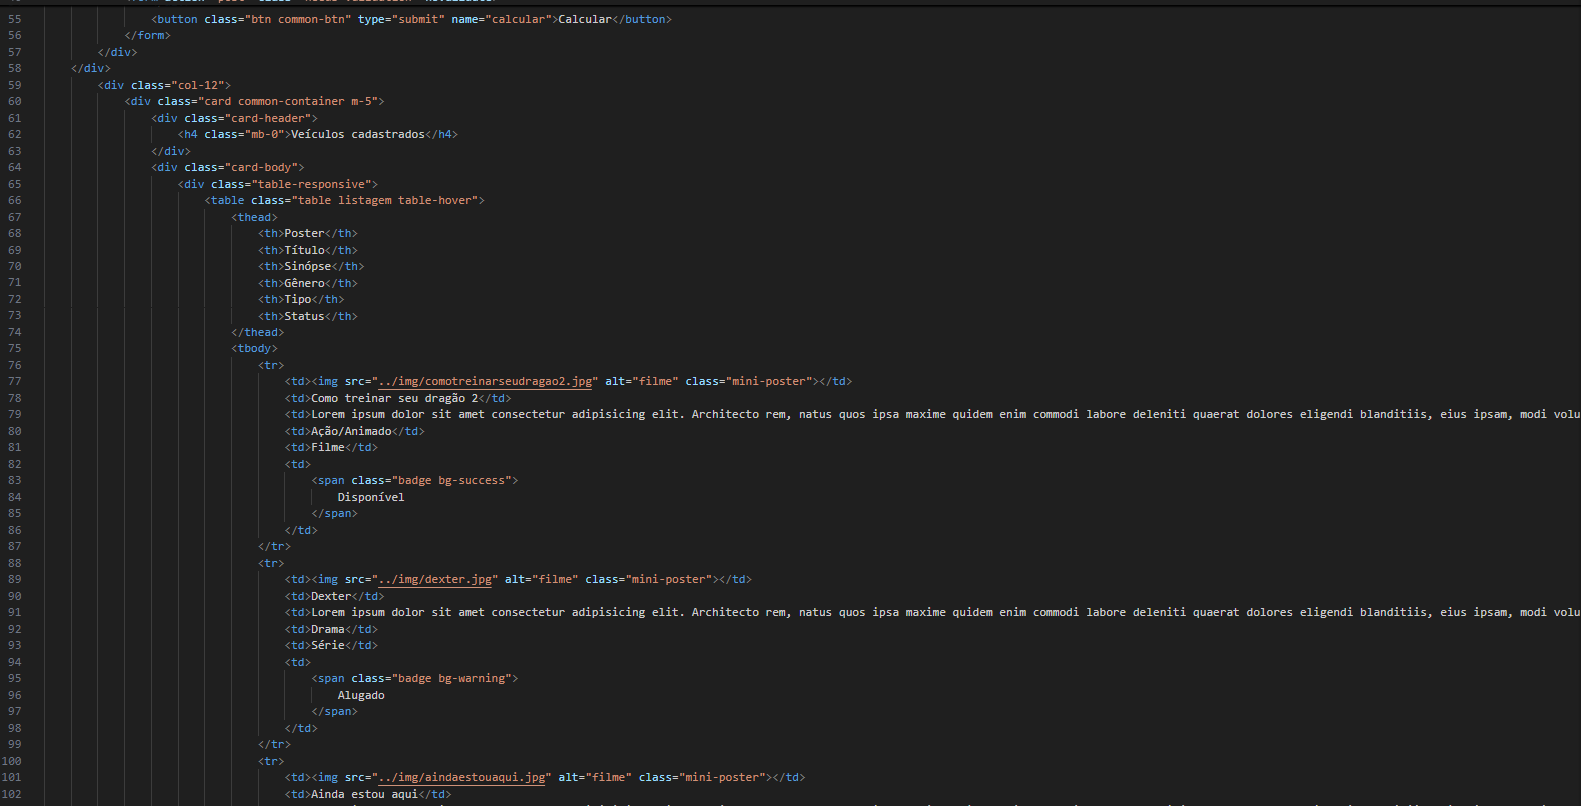 55 <button class="btn common-btn" type="submit" name="calcular">Calcular</button>
56 </form>
57 </div>
58 </div>
59 <div class="col-12">
60 <div class="card common-container m-5">
61 <div class="card-header">
62 <h4 class="mb-0">Veículos cadastrados</h4>
63 </div>
64 <div class="card-body">
65 <div class="table-responsive">
66 <table class="table listagem table-hover">
67 <thead>
68 <th>Poster</th>
69 <th>Título</th>
70 <th>Sinópse</th>
71 <th>Gênero</th>
72 <th>Tipo</th>
73 <th>Status</th>
74 </thead>
75 <tbody>
76 <tr>
77 <td><img src="../img/comotreinarseudragao2.jpg" alt="filme" class="mini-poster"></td>
78 <td>Como treinar seu dragão 2</td>
79 <td>Lorem ipsum dolor sit amet consectetur adipisicing elit. Architecto rem, natus quos ipsa maxime quidem enim commodi labore deleniti quaerat dolores eligendi blanditiis, eius ipsam, modi volu
80 <td>Ação/Animado</td>
81 <td>Filme</td>
82 <td>
83 <span class="badge bg-success">
84 Disponível
85 </span>
86 </td>
87 </tr>
88 <tr>
89 <td><img src="../img/dexter.jpg" alt="filme" class="mini-poster"></td>
90 <td>Dexter</td>
91 <td>Lorem ipsum dolor sit amet consectetur adipisicing elit. Architecto rem, natus quos ipsa maxime quidem enim commodi labore deleniti quaerat dolores eligendi blanditiis, eius ipsam, modi volu
92 <td>Drama</td>
93 <td>Série</td>
94 <td>
95 <span class="badge bg-warning">
96 Alugado
97 </span>
98 </td>
99 </tr>
100 <tr>
101 <td><img src="../img/aindaestouaqui.jpg" alt="filme" class="mini-poster"></td>
102 <td>Ainda estou aqui</td>